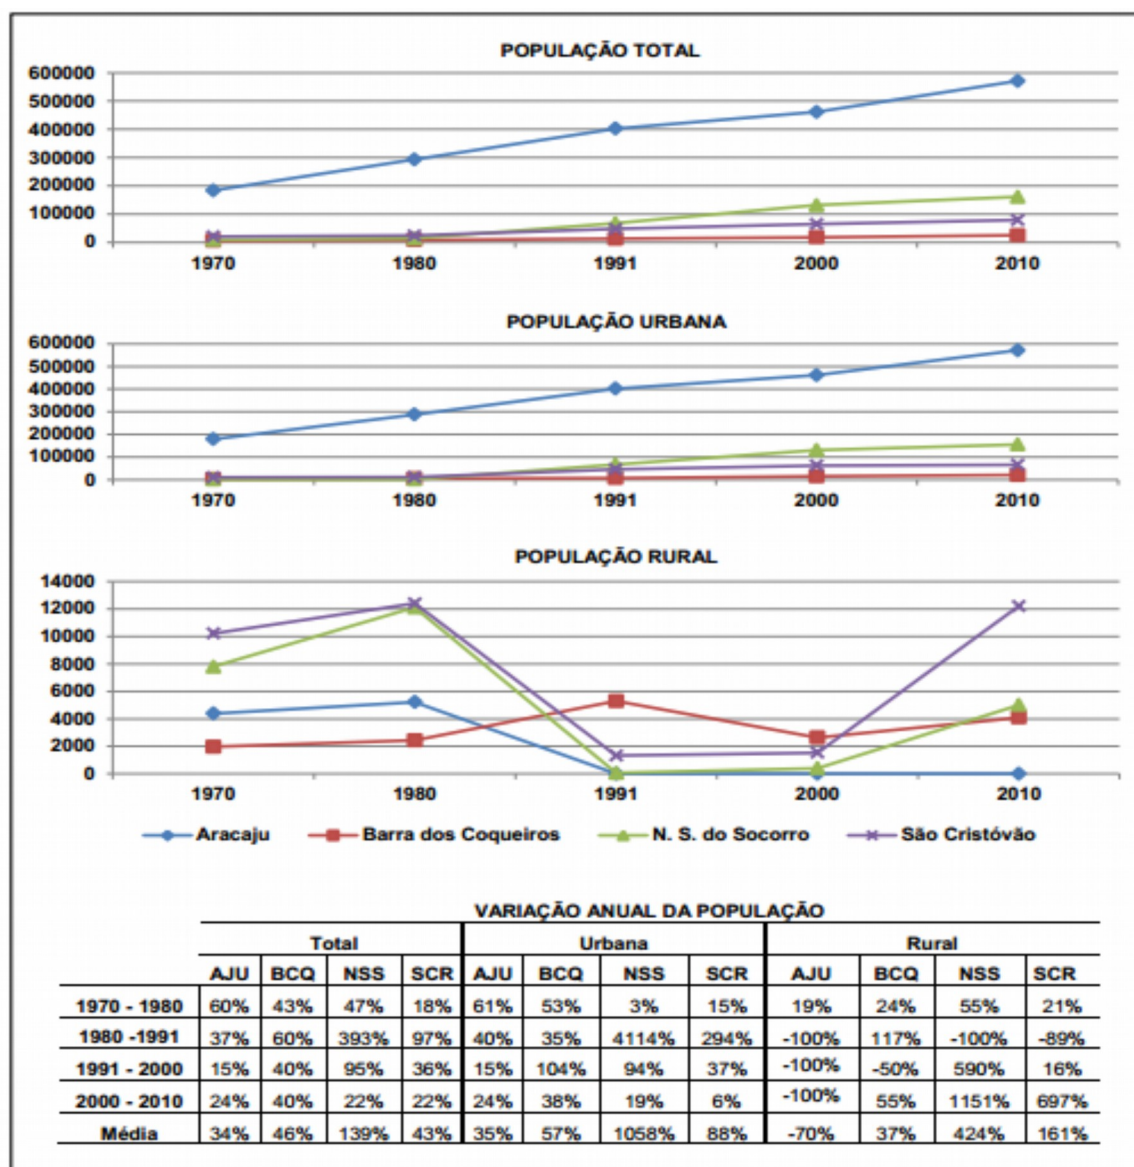 POPULAÇÃO TOTAL
600000
500000
400000
300000
200000
100000
0
1970 1980 1991 2000 2010
POPULAÇÃO URBANA
600000
500000
400000
300000
200000
100000
0
1970 1980 1991 2000 2010
POPULAÇÃO RURAL
14000
12000
10000
8000
6000
4000
2000
0
1970 1980 1991 2000 2010
Aracaju Barra dos Coqueiros N. S. do Socorro São Cristóvão
VARIAÇÃO ANUAL DA POPULAÇÃO
Total Urbana Rural
AJU BCQ NSS SCR AJU BCQ NSS SCR AJU BCQ NSS SCR
1970 - 1980 60% 43% 47% 18% 61% 53% 3% 15% 19% 24% 55% 21%
1980 -1991 37% 60% 393% 97% 40% 35% 4114% 294% -100% 117% -100% -89%
1991 - 2000 15% 40% 95% 36% 15% 104% 94% 37% -100% -50% 590% 16%
2000 - 2010 24% 40% 22% 22% 24% 38% 19% 6% -100% 55% 1151% 697%
Média 34% 46% 139% 43% 35% 57% 1058% 88% -70% 37% 424% 161%